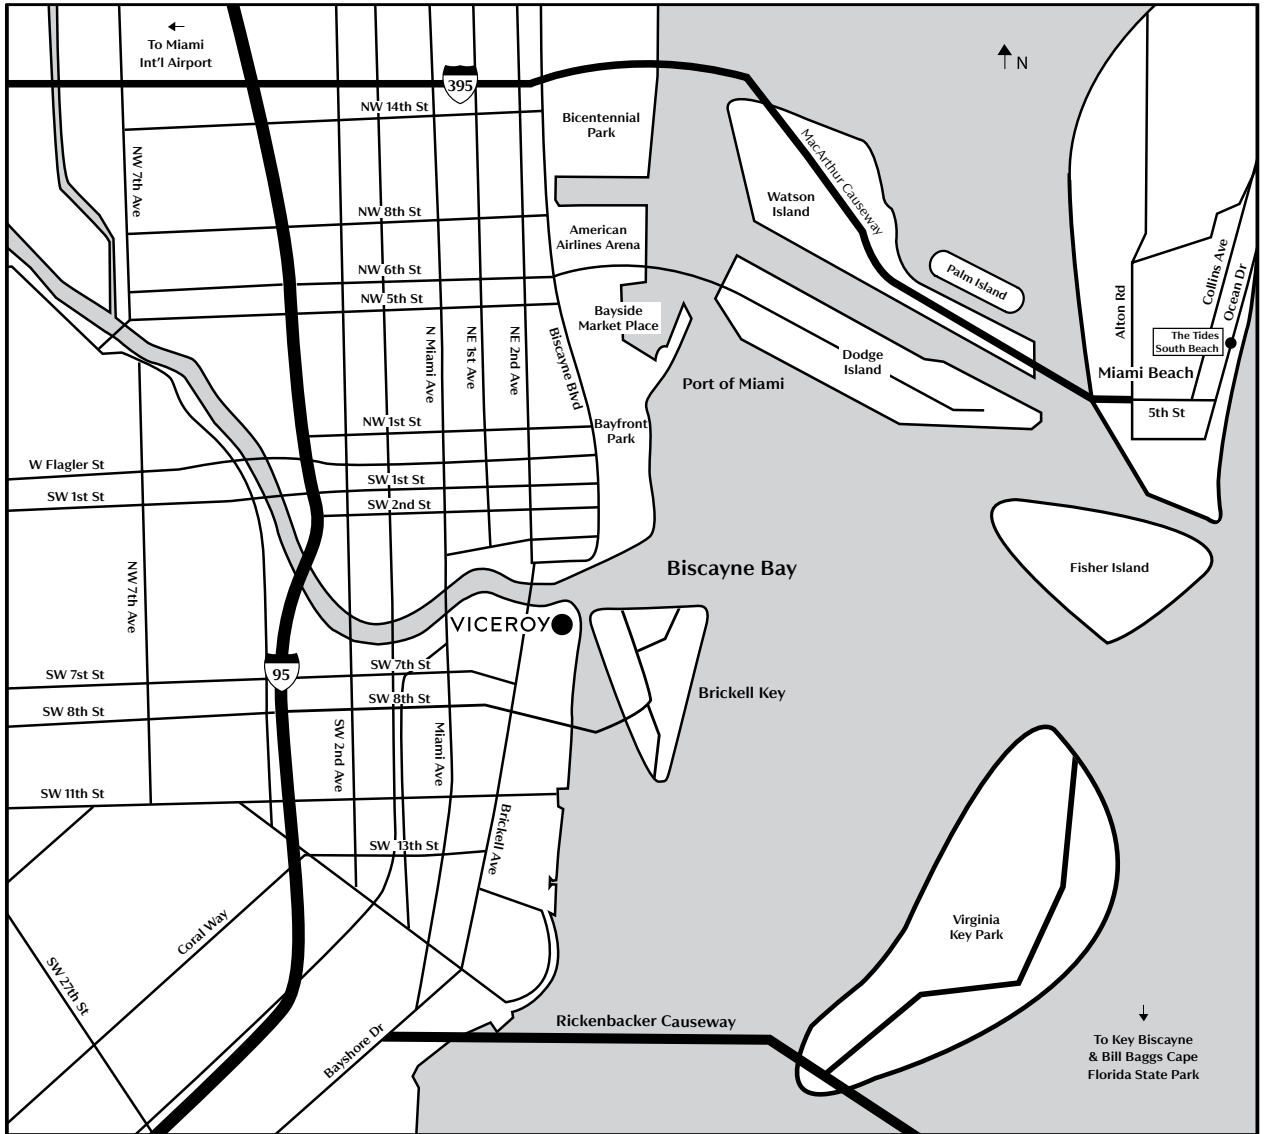 To Miami
Int'l Airport
N
395
NW 14th St
Bicentennial
Park
MacArthur Causeway
NW 7th Ave
Watson
Island
NW 8th St
American
Airlines Arena
NW 6th St
Palm Island
Collins Ave
Ocean Dr
NW 5th St
Alton Rd
Bayside
Market Place
N Miami Ave
NE 1st Ave
NE 2nd Ave
Biscayne Blvd
The Tides
South Beach
Dodge
Island
Miami Beach
Port of Miami
5th St
NW 1st St
Bayfront
Park
W Flagler St
SW 1st St
SW 1st St
SW 2nd St
NW 7th Ave
Biscayne Bay
Fisher Island
VICEROY
SW 7st St
95
SW 7th St
Brickell Key
SW 8th St
SW 8th St
SW 2nd Ave
Miami Ave
SW 11th St
Brickell Ave
SW 13th St
Coral Way
Virginia
Key Park
SW 27th St
Rickenbacker Causeway
Bayshore Dr
To Key Biscayne
& Bill Baggs Cape
Florida State Park